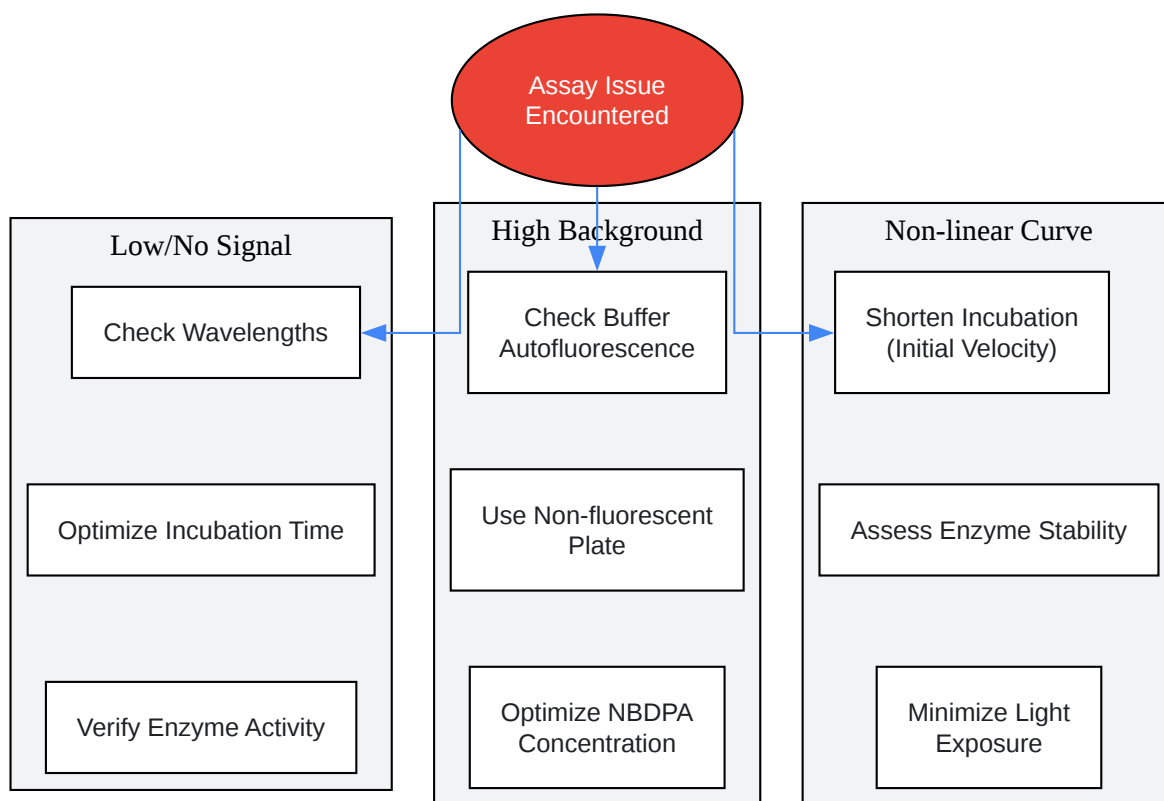 Assay Issue
Encountered
Low/No Signal
Check Wavelengths
Optimize Incubation Time
Verify Enzyme Activity
High Background
Check Buffer
Autofluorescence
Use Non-fluorescent
Plate
Optimize NBDPA
Concentration
Non-linear Curve
Shorten Incubation
(Initial Velocity)
Assess Enzyme Stability
Minimize Light
Exposure